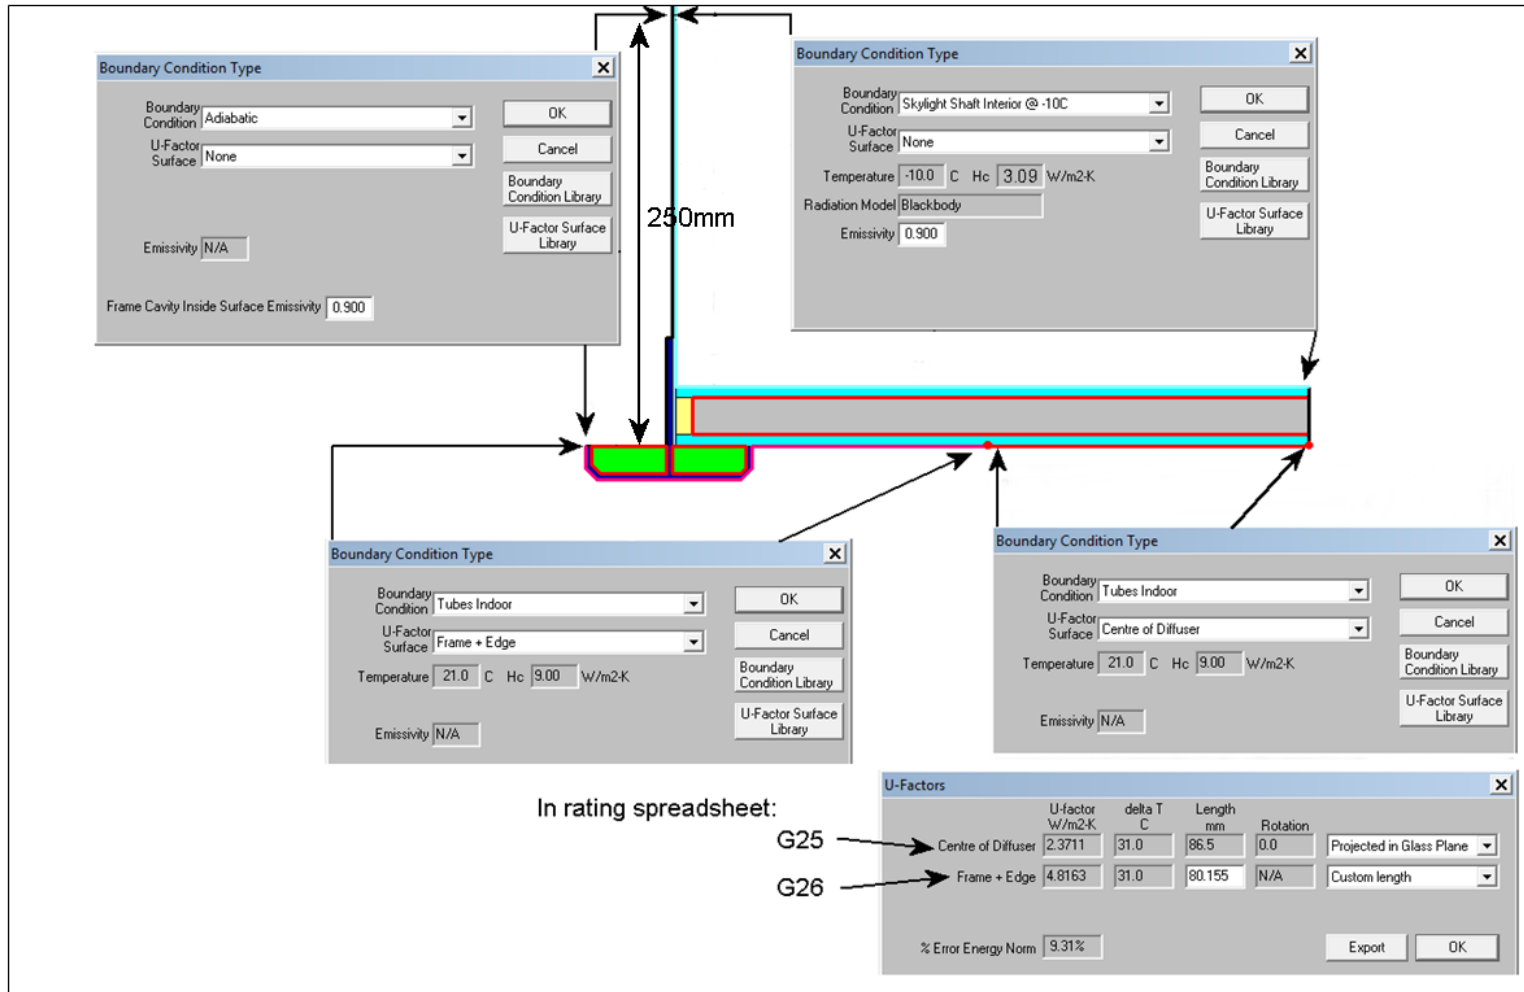 Boundary Condition Type
Boundary Condition Adiabatic
U-Factor Surface None
Emissivity N/A
Frame Cavity Inside Surface Emissivity 0.900
OK
Cancel
Boundary Condition Library
U-Factor Surface Library
250mm
Boundary Condition Type
Boundary Condition Skylight Shaft Interior @ -10C
U-Factor Surface None
Temperature -10.0 C Hc 3.09 W/m2-K
Radiation Model Blackbody
Emissivity 0.900
OK
Cancel
Boundary Condition Library
U-Factor Surface Library
Boundary Condition Type
Boundary Condition Tubes Indoor
U-Factor Surface Frame + Edge
Temperature 21.0 C Hc 9.00 W/m2-K
Emissivity N/A
OK
Cancel
Boundary Condition Library
U-Factor Surface Library
Boundary Condition Type
Boundary Condition Tubes Indoor
U-Factor Surface Centre of Diffuser
Temperature 21.0 C Hc 9.00 W/m2-K
Emissivity N/A
OK
Cancel
Boundary Condition Library
U-Factor Surface Library
In rating spreadsheet:
G25
G26
U-Factors
U-factor W/m2-K delta T C Length mm Rotation
Centre of Diffuser 2.3711 31.0 86.5 0.0 Projected in Glass Plane
Frame + Edge 4.8163 31.0 80.155 N/A Custom length
% Error Energy Norm 9.31% Export OK